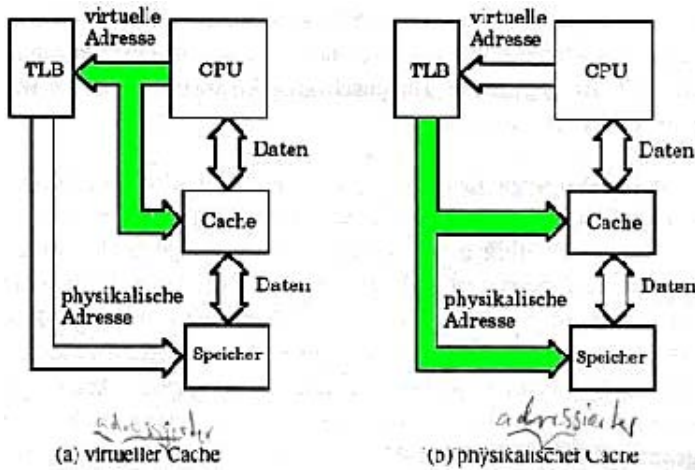 virtuelle
Adresse
TLB
CPU
Daten
Cache
Daten
physikalische
Adresse
Speicher
adressierter
(a) virtueller Cache
virtuelle
Adresse
TLB
CPU
Daten
Cache
Daten
physikalische
Adresse
Speicher
adressierter
(b) physikalischer Cache